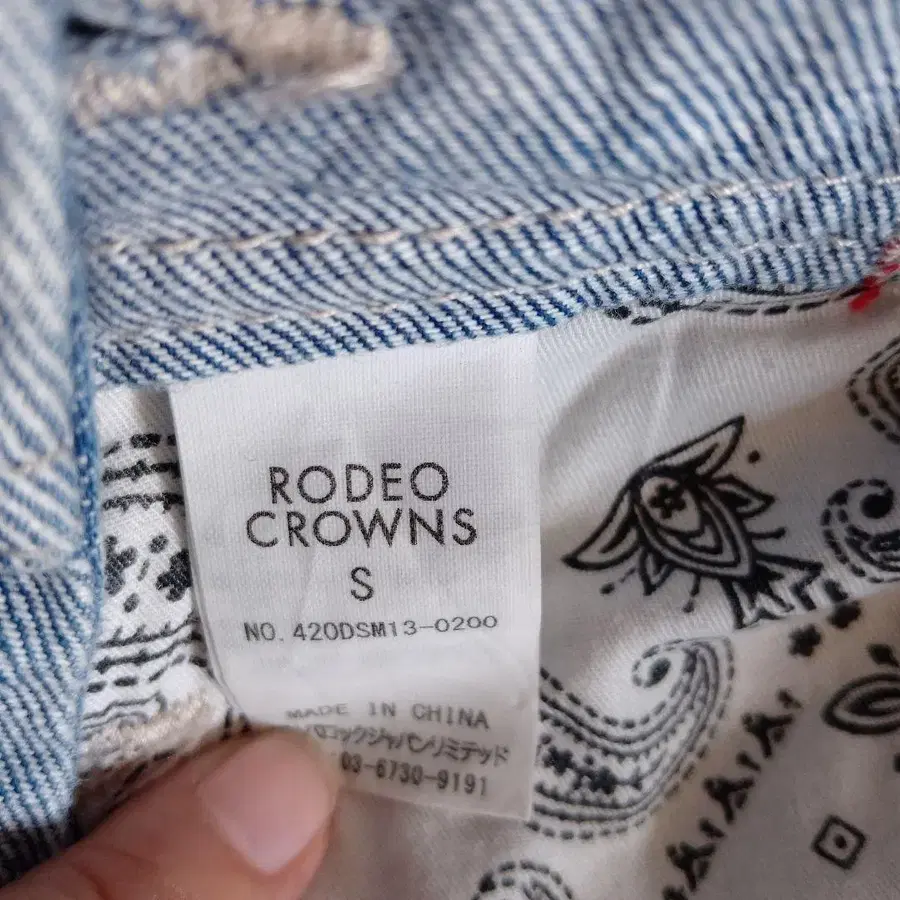 RODEO
CROWNS
S
NO. 420DSM13-0200
MADE IN CHINA
ロックジャパンリミテッド
03-6730-9191